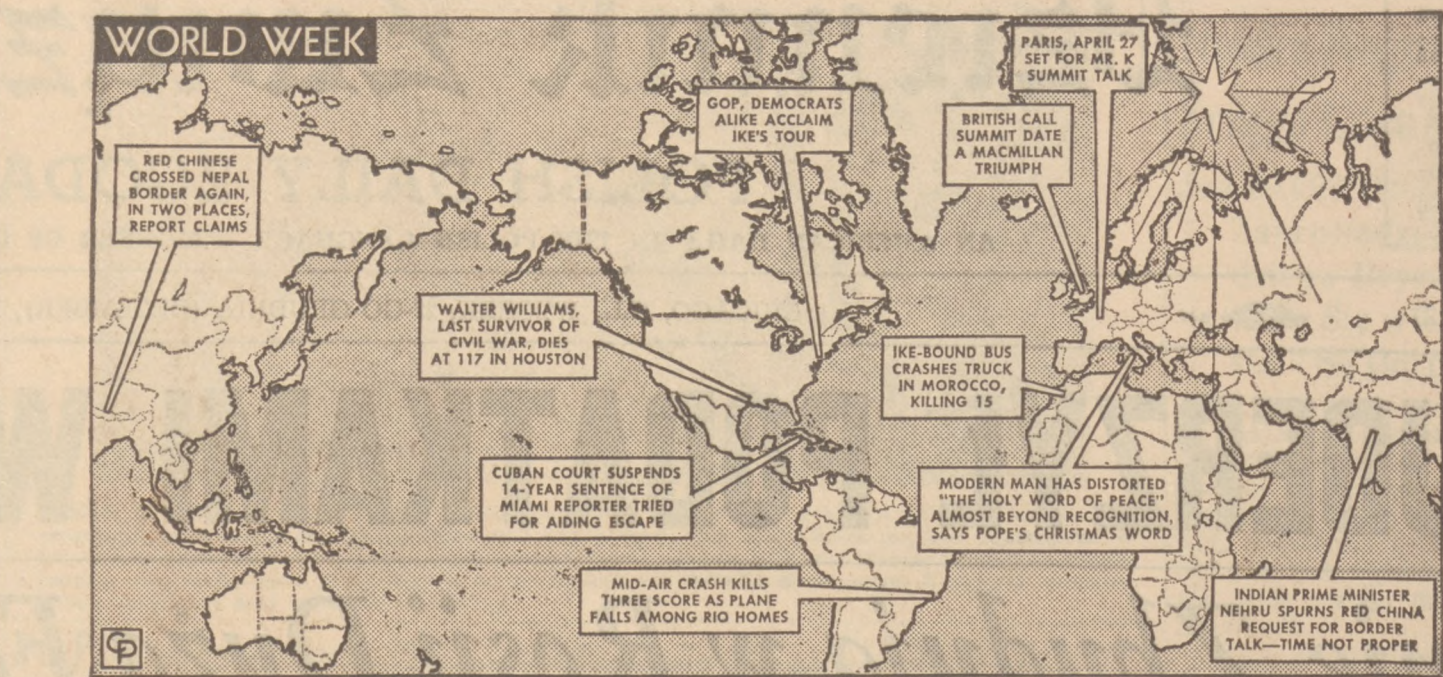 WORLD WEEK
RED CHINESE
CROSSED NEPAL
BORDER AGAIN,
IN TWO PLACES,
REPORT CLAIMS
GOP, DEMOCRATS
ALIKE ACCLAIM
IKE'S TOUR
PARIS, APRIL 27
SET FOR MR. K
SUMMIT TALK
BRITISH CALL
SUMMIT DATE
A MACMILLAN
TRIUMPH
WALTER WILLIAMS,
LAST SURVIVOR OF
CIVIL WAR, DIES
AT 117 IN HOUSTON
IKE-BOUND BUS
CRASHES TRUCK
IN MOROCCO,
KILLING 15
CUBAN COURT SUSPENDS
14-YEAR SENTENCE OF
MIAMI REPORTER TRIED
FOR AIDING ESCAPE
MODERN MAN HAS DISTORTED
"THE HOLY WORD OF PEACE"
ALMOST BEYOND RECOGNITION,
SAYS POPE'S CHRISTMAS WORD
MID-AIR CRASH KILLS
THREE SCORE AS PLANE
FALLS AMONG RIO HOMES
INDIAN PRIME MINISTER
NEHRU SPURNS RED CHINA
REQUEST FOR BORDER
TALK—TIME NOT PROPER
CP